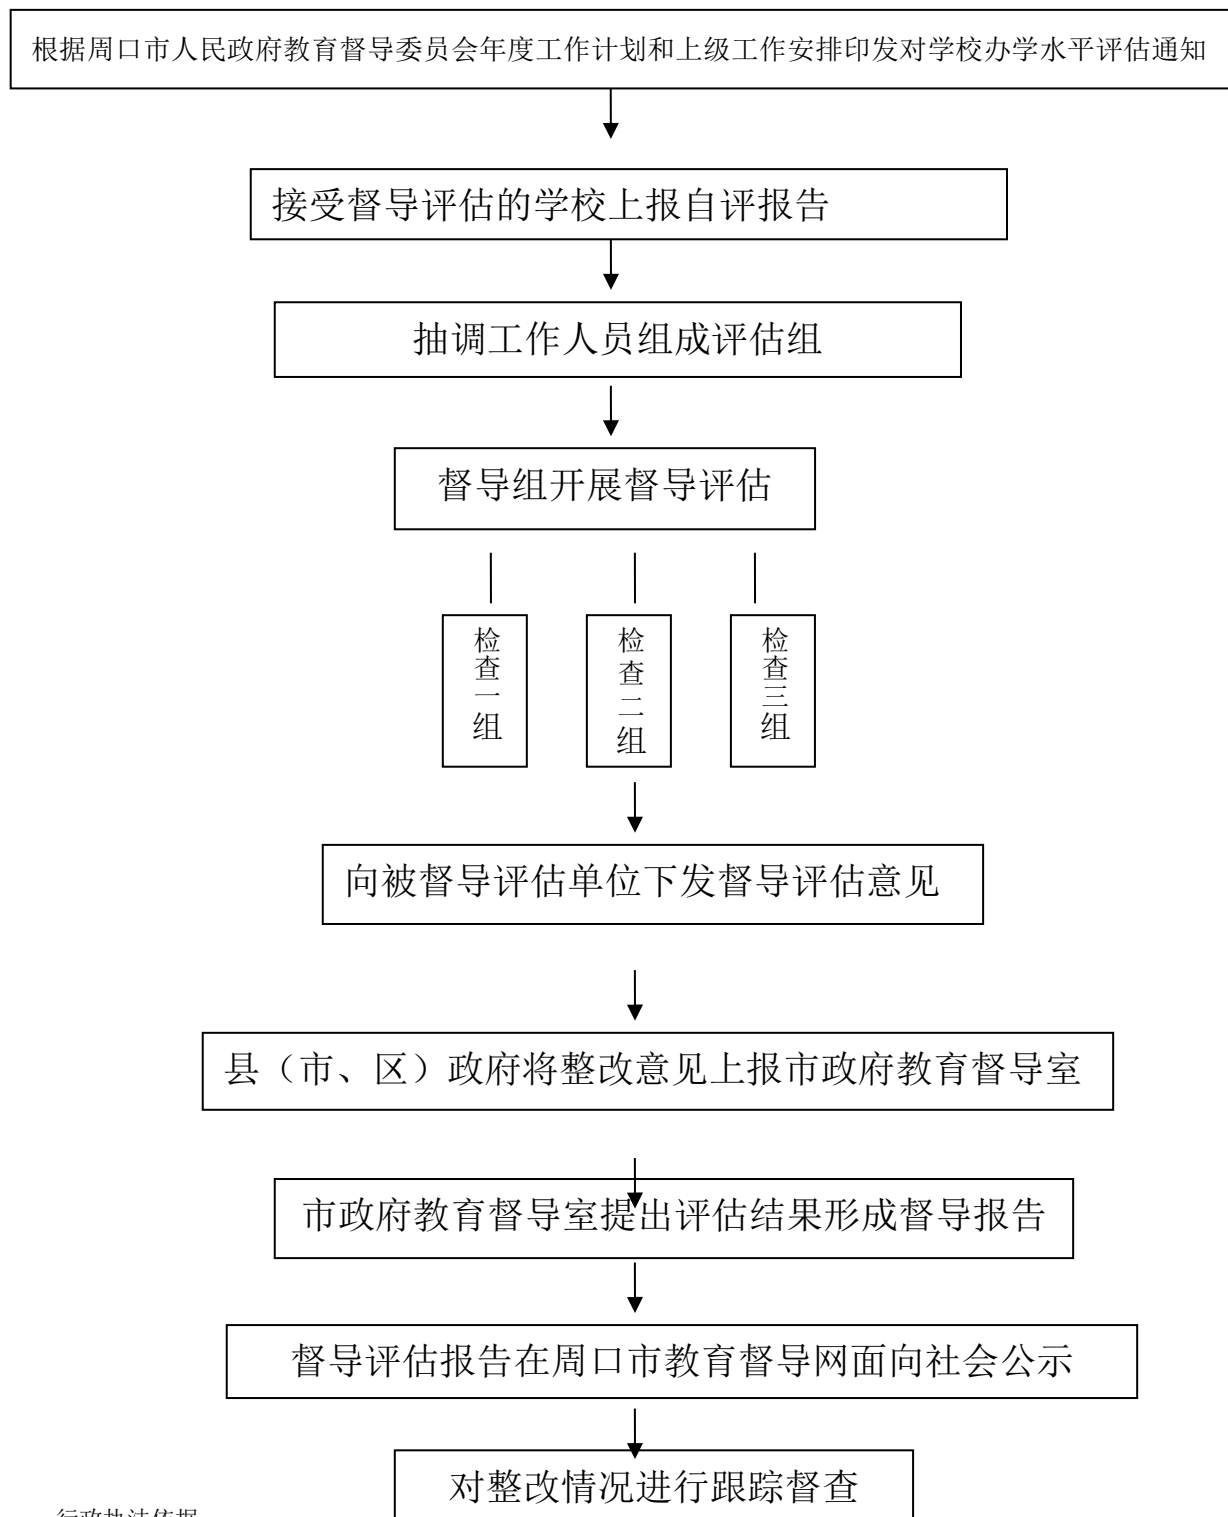 根据周口市人民政府教育督导委员会年度工作计划和上级工作安排印发对学校办学水平评估通知
接受督导评估的学校上报自评报告
抽调工作人员组成评估组
督导组开展督导评估
检查一组
检查二组
检查三组
向被督导评估单位下发督导评估意见
县（市、区）政府将整改意见上报市政府教育督导室
市政府教育督导室提出评估结果形成督导报告
督导评估报告在周口市教育督导网面向社会公示
对整改情况进行跟踪督查
行政执法依据